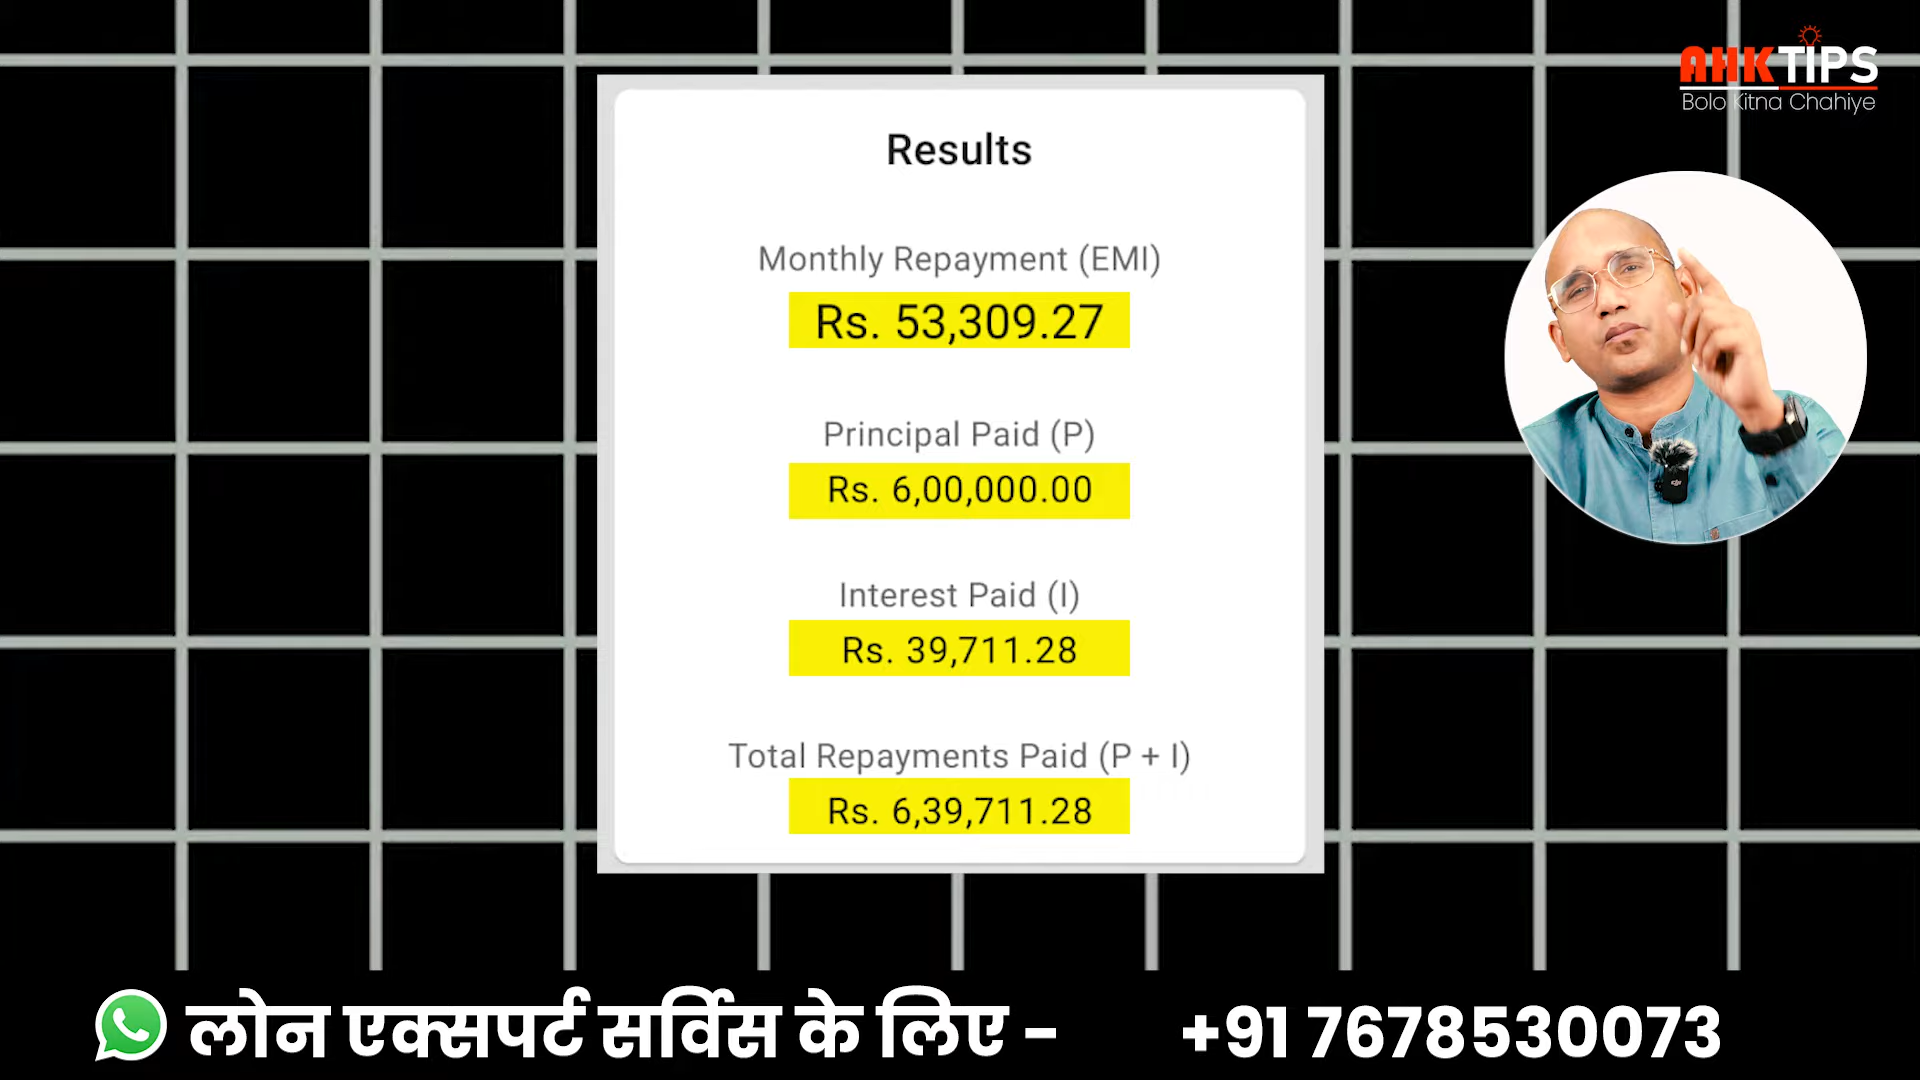 AHKTIPS
Bolo Kitna Chahiye
Results
Monthly Repayment (EMI)
Rs. 53,309.27
Principal Paid (P)
Rs. 6,00,000.00
Interest Paid (I)
Rs. 39,711.28
Total Repayments Paid (P + I)
Rs. 6,39,711.28
लोन एक्सपर्ट सर्विस के लिए - +91 7678530073